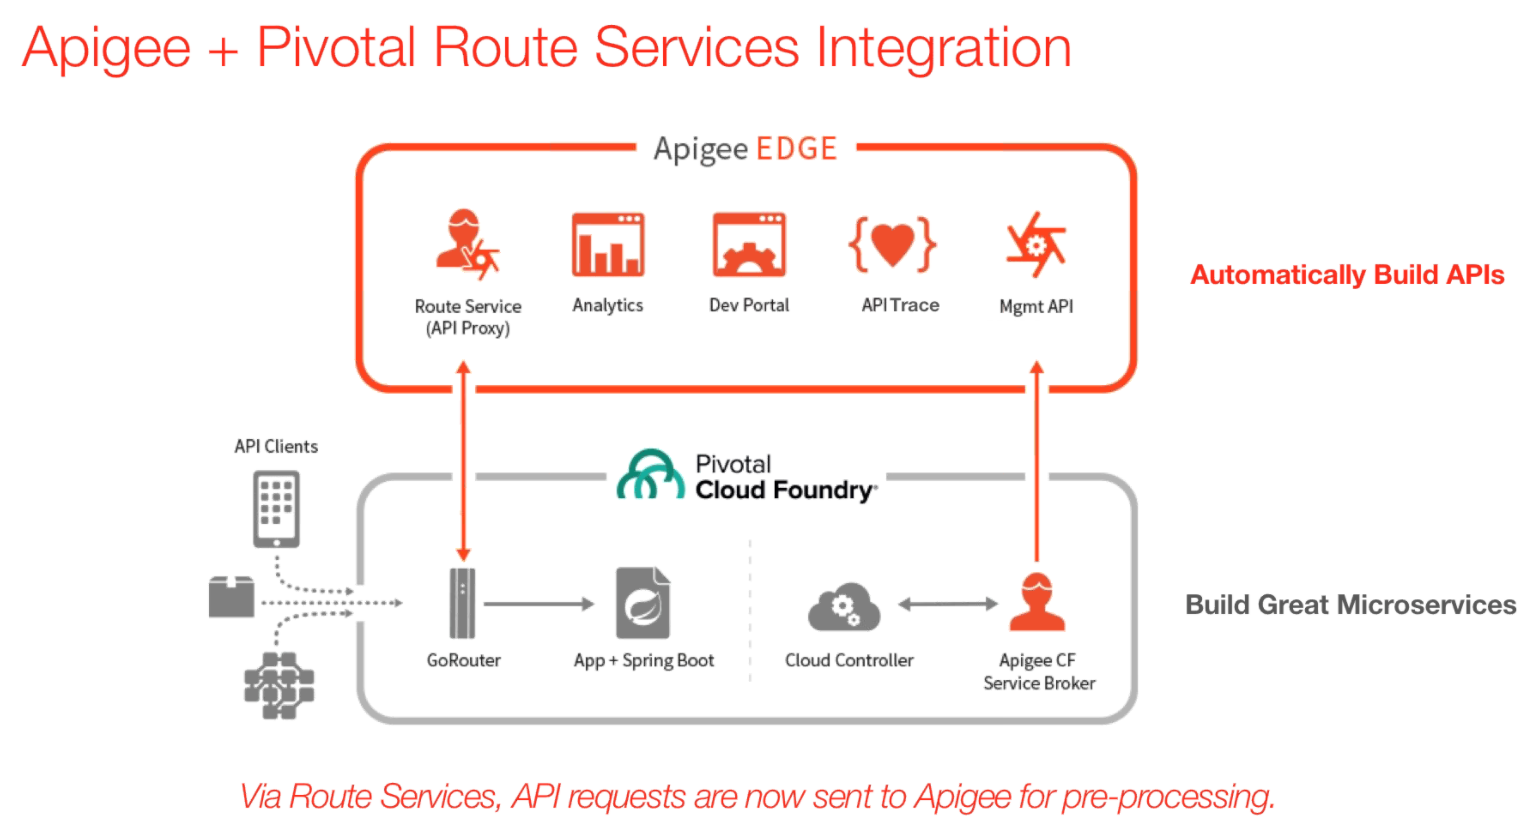 Apigee + Pivotal Route Services Integration
Apigee EDGE
Route Service
(API Proxy)
Analytics
Dev Portal
API Trace
Mgmt API
Automatically Build APIs
API Clients
Pivotal
Cloud Foundry
GoRouter
App + Spring Boot
Cloud Controller
Apigee CF
Service Broker
Build Great Microservices
Via Route Services, API requests are now sent to Apigee for pre-processing.